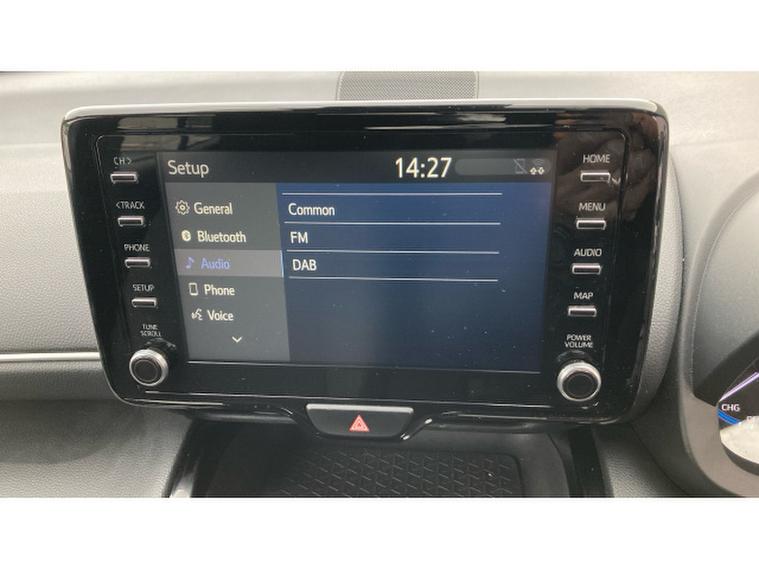 CH >
<TRACK
PHONE
SETUP
TUNE
SCROLL
Setup
14:27
General
Bluetooth
Audio
Phone
Voice
Common
FM
DAB
HOME
MENU
AUDIO
MAP
POWER
VOLUME
CHG